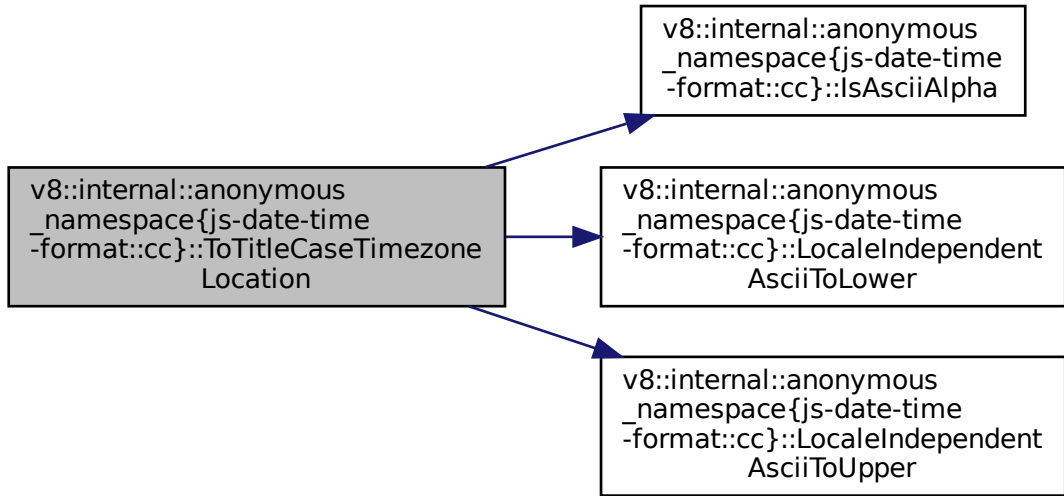 v8::internal::anonymous
_namespace{js-date-time
-format::cc}::ToTitleCaseTimezone
Location
v8::internal::anonymous
_namespace{js-date-time
-format::cc}::IsAsciiAlpha
v8::internal::anonymous
_namespace{js-date-time
-format::cc}::LocaleIndependent
AsciiToLower
v8::internal::anonymous
_namespace{js-date-time
-format::cc}::LocaleIndependent
AsciiToUpper